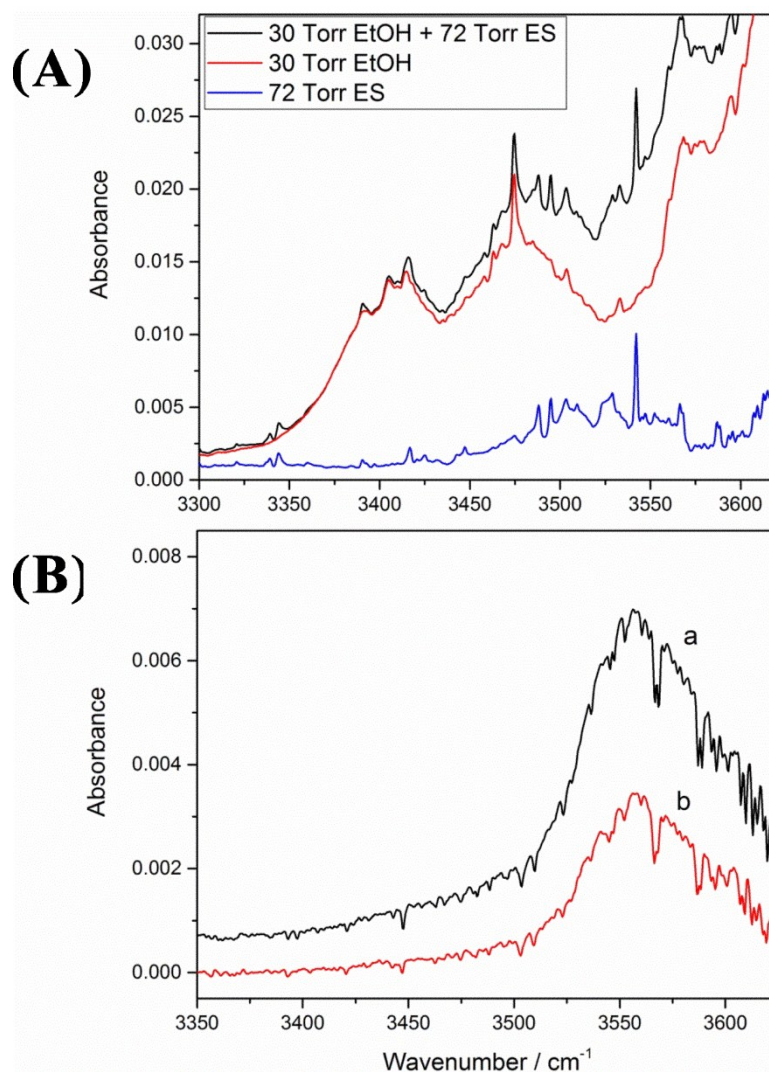 (A)
30 Torr EtOH + 72 Torr ES
30 Torr EtOH
72 Torr ES
0.030
0.025
0.020
0.015
0.010
0.005
0.000
Absorbance
3300 3350 3400 3450 3500 3550 3600
(B)
0.008
0.006
0.004
0.002
0.000
Absorbance
a
b
3350 3400 3450 3500 3550 3600
Wavenumber / cm⁻¹